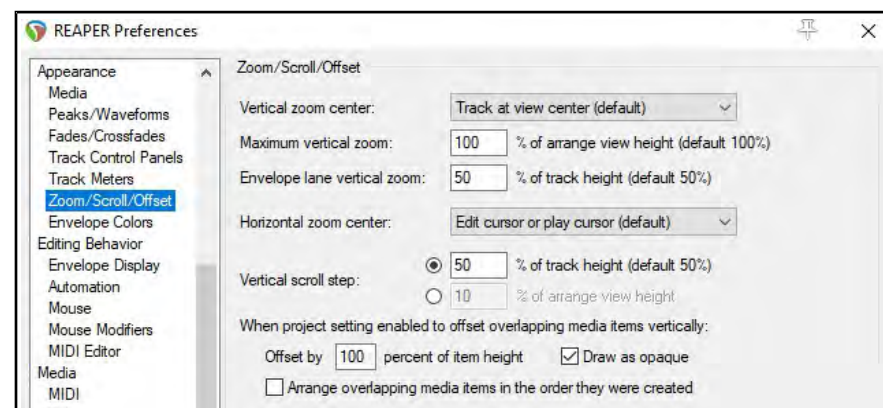 REAPER Preferences
Appearance
Media
Peaks/Waveforms
Fades/Crossfades
Track Control Panels
Track Meters
Zoom/Scroll/Offset
Envelope Colors
Editing Behavior
Envelope Display
Automation
Mouse
Mouse Modifiers
MIDI Editor
Media
MIDI
Zoom/Scroll/Offset
Vertical zoom center: Track at view center (default)
Maximum vertical zoom: 100 % of arrange view height (default 100%)
Envelope lane vertical zoom: 50 % of track height (default 50%)
Horizontal zoom center: Edit cursor or play cursor (default)
Vertical scroll step: 50 % of track height (default 50%)
10 % of arrange view height
When project setting enabled to offset overlapping media items vertically:
Offset by 100 percent of item height Draw as opaque
Arrange overlapping media items in the order they were created